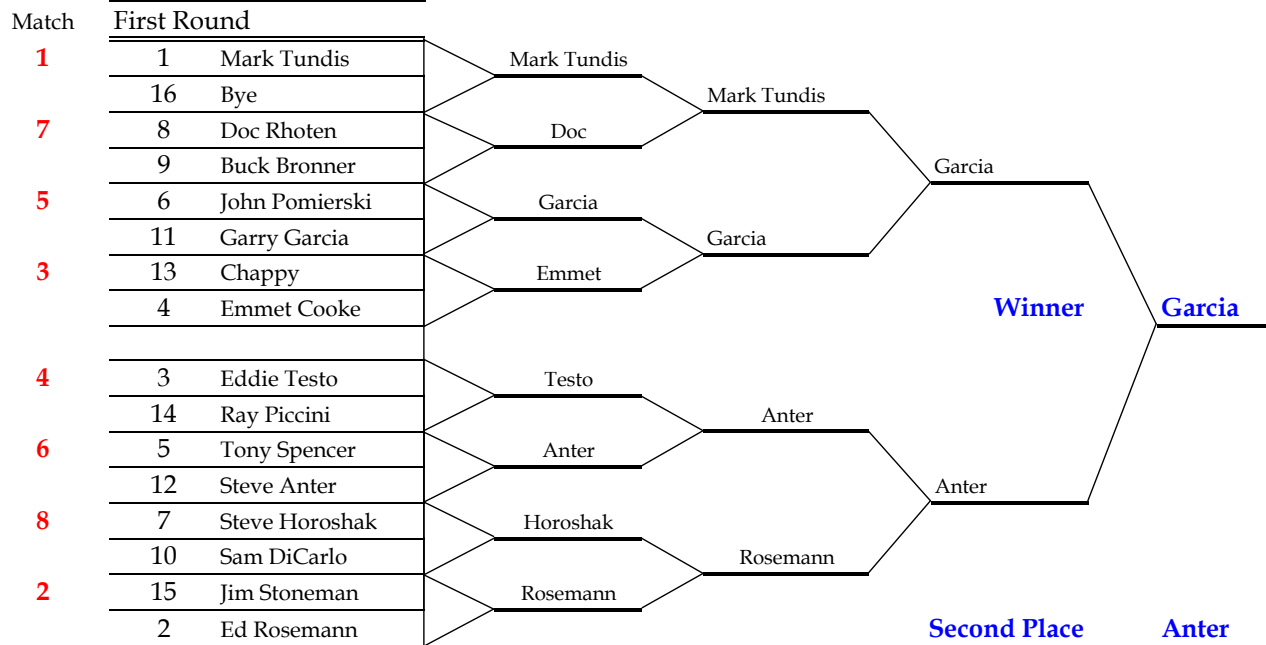 Match First Round
1 1 Mark Tundis Mark Tundis
16 Bye Mark Tundis
7 8 Doc Rhoten Doc
9 Buck Bronner Garcia
5 6 John Pomierski Garcia
11 Garry Garcia Garcia
3 13 Chappy Emmet
4 Emmet Cooke Winner Garcia
4 3 Eddie Testo Testo
14 Ray Piccini Anter
6 5 Tony Spencer Anter
12 Steve Anter Anter
8 7 Steve Horoshak Horoshak
10 Sam DiCarlo Rosemann
2 15 Jim Stoneman Rosemann
2 Ed Rosemann Second Place Anter